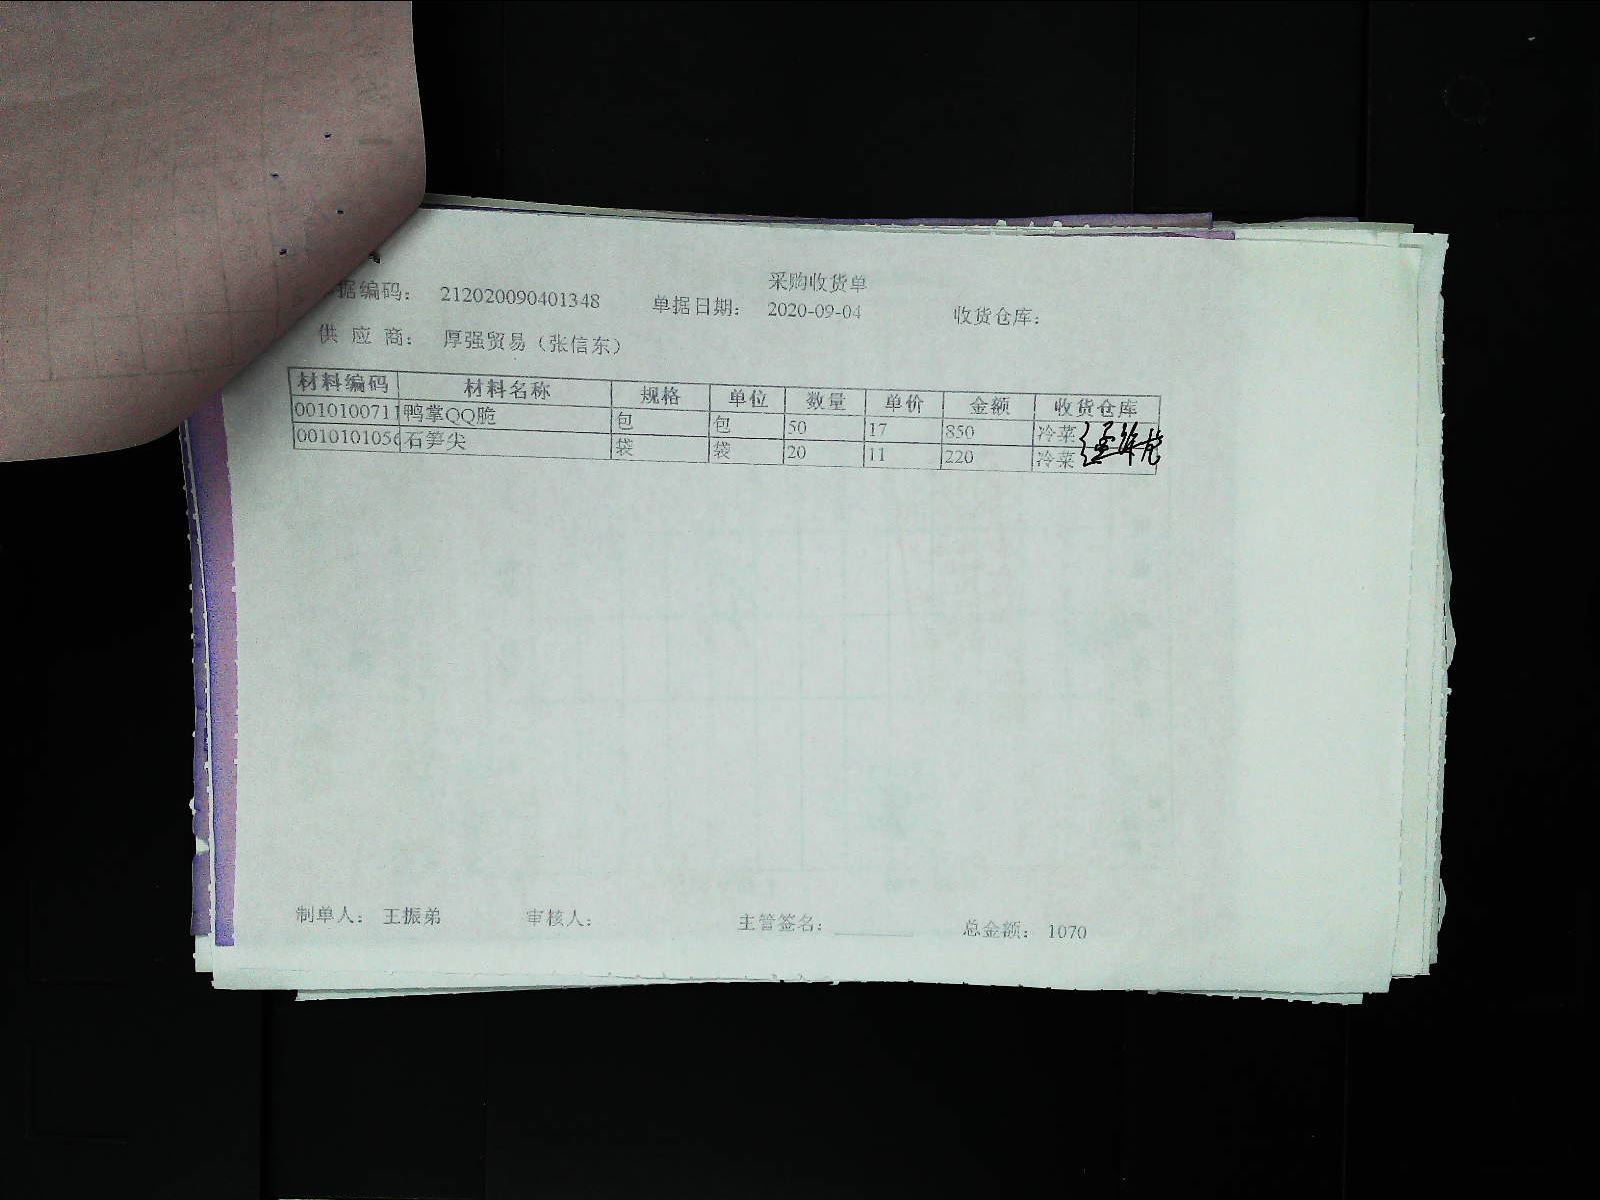 采购收货单
据编码: 212020090401348 单据日期: 2020-09-04 收货仓库:
供 应 商: 厚强贸易（张信东）
材料编码 材料名称 规格 单位 数量 单价 金额 收货仓库
0010100711 鸭掌QQ脆 包 包 50 17 850 冷菜
001010105 石笋尖 袋 袋 20 11 220 冷菜
制单人: 王振弟 审核人: 主管签名: 总金额: 1070